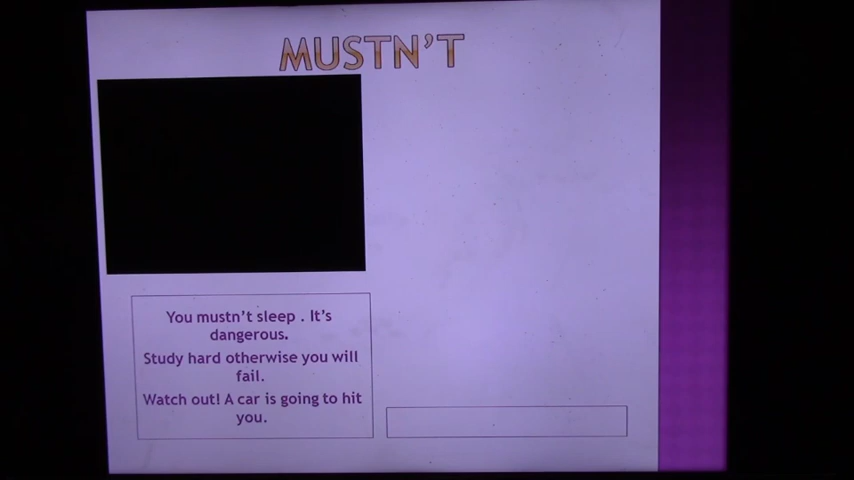 MUSTN'T
You mustn't sleep . It's
dangerous.
Study hard otherwise you will
fail.
Watch out! A car is going to hit
you.